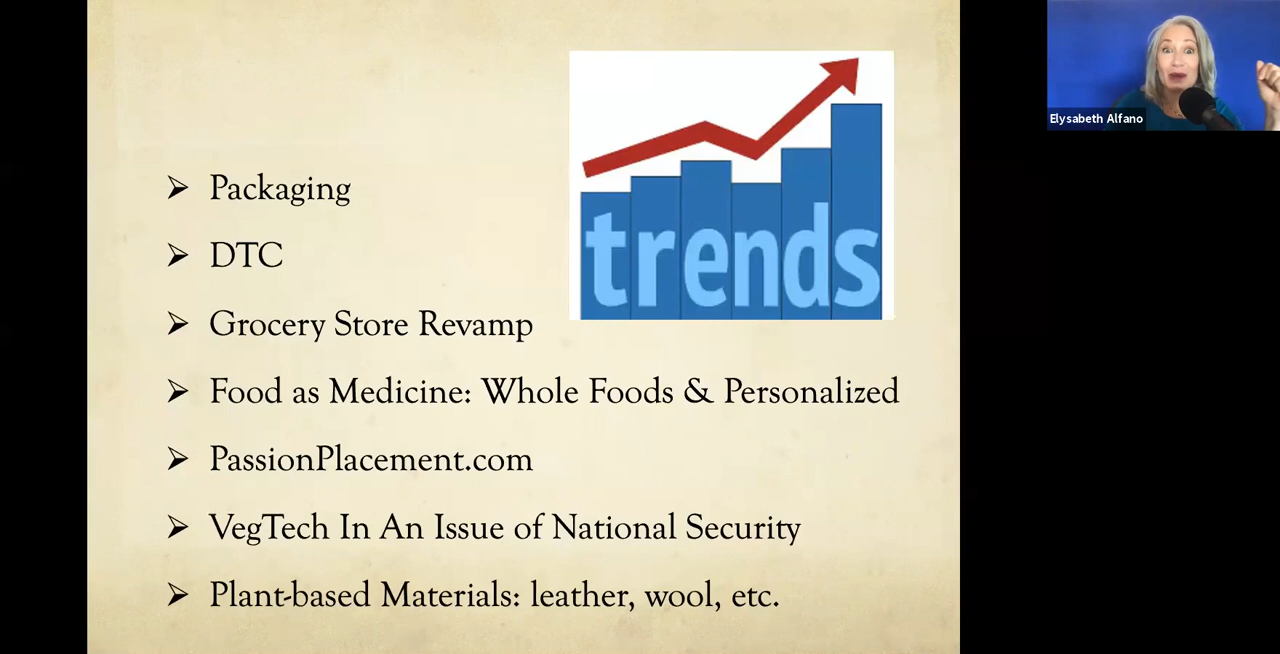 Elysabeth Alfano
trends
Packaging
DTC
Grocery Store Revamp
Food as Medicine: Whole Foods & Personalized
PassionPlacement.com
VegTech In An Issue of National Security
Plant-based Materials: leather, wool, etc.